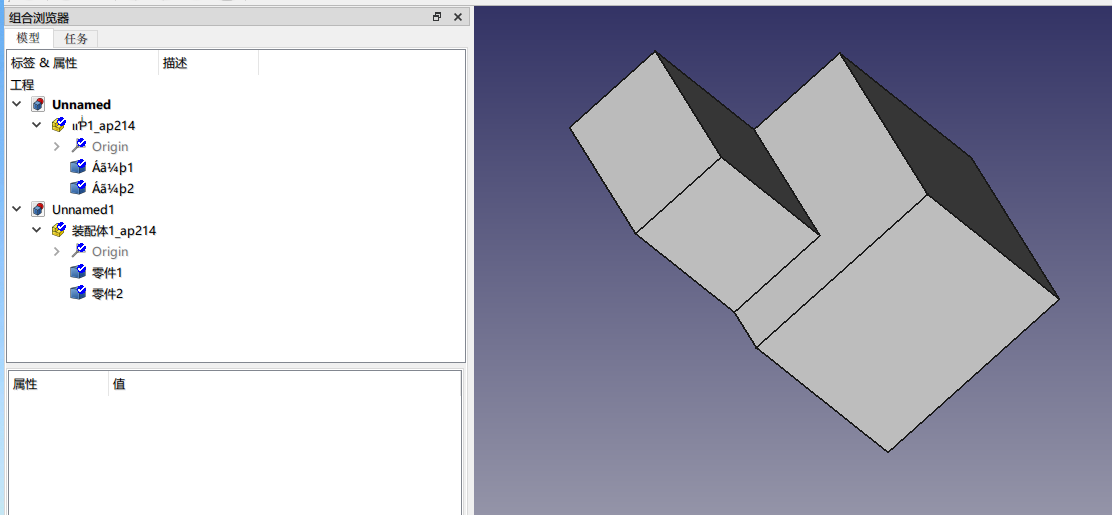 组合浏览器
模型 任务
标签 & 属性 描述
工程
Unnamed
Origin
Áã¼þ1
Áã¼þ2
Unnamed1
装配体1_ap214
Origin
零件1
零件2
属性 值